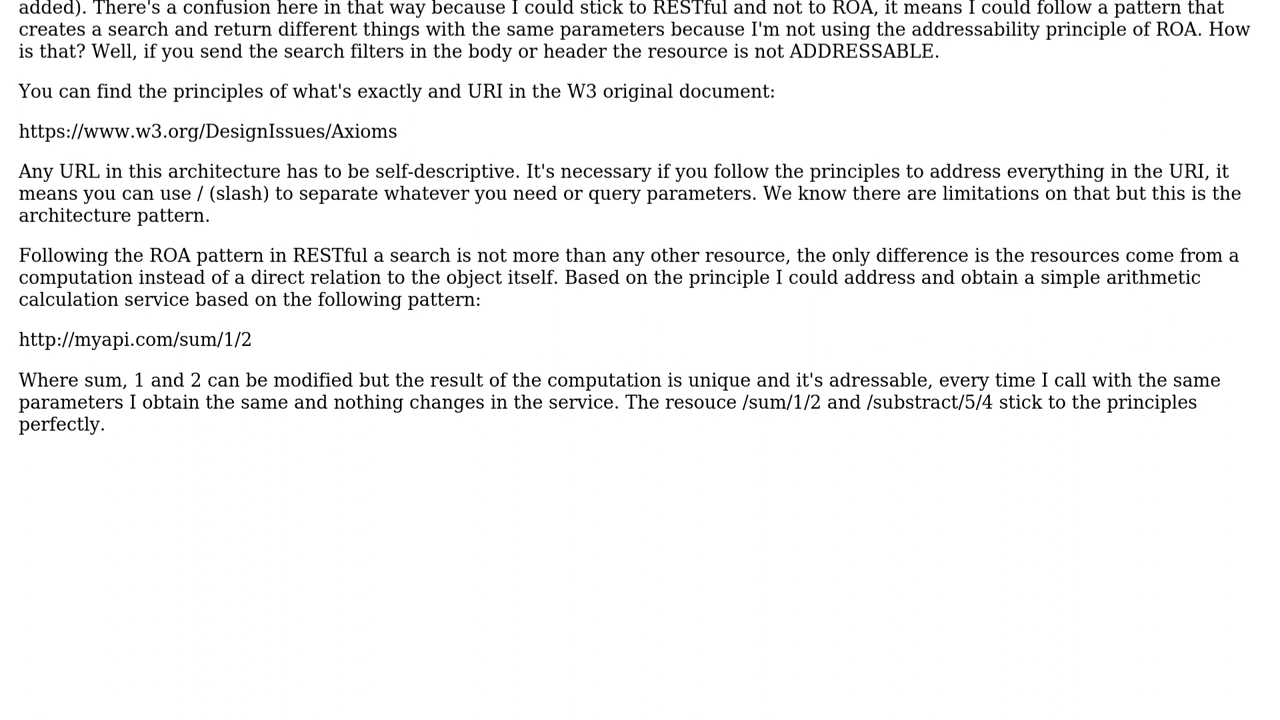 added). There's a confusion here in that way because I could stick to RESTful and not to ROA, it means I could follow a pattern that
creates a search and return different things with the same parameters because I'm not using the addressability principle of ROA. How
is that? Well, if you send the search filters in the body or header the resource is not ADDRESSABLE.
You can find the principles of what's exactly and URI in the W3 original document:
https://www.w3.org/DesignIssues/Axioms
Any URL in this architecture has to be self-descriptive. It's necessary if you follow the principles to address everything in the URI, it
means you can use / (slash) to separate whatever you need or query parameters. We know there are limitations on that but this is the
architecture pattern.
Following the ROA pattern in RESTful a search is not more than any other resource, the only difference is the resources come from a
computation instead of a direct relation to the object itself. Based on the principle I could address and obtain a simple arithmetic
calculation service based on the following pattern:
http://myapi.com/sum/1/2
Where sum, 1 and 2 can be modified but the result of the computation is unique and it's adressable, every time I call with the same
parameters I obtain the same and nothing changes in the service. The resouce /sum/1/2 and /substract/5/4 stick to the principles
perfectly.